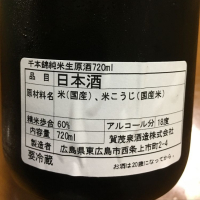 千本錦純米生原酒720ml
品目 日本酒
原材料名 米(国産)、米こうじ(国産米)
精米歩合 60% アルコール分 18度
内容量 720ml 賀茂泉酒造株式会社
製造者 広島県東広島市西条上市町2-4
要冷蔵
お酒は20歳になってから。